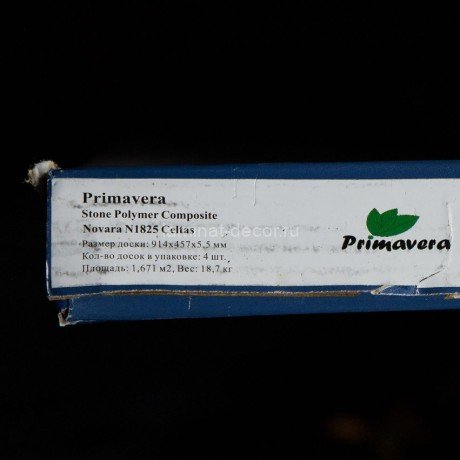 Primavera
Stone Polymer Composite
Novara N1825 Celtas
Размер доски: 914x457x5,5 мм
Кол-во досок в упаковке: 4 шт.
Площадь: 1,671 м2, Вес: 18,7 кг
Primavera